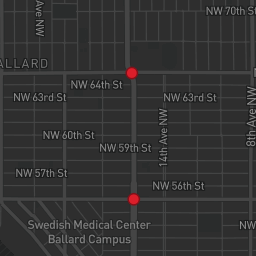 NW 70th St
Ave NW
ALLARD
NW 64th St
NW 63rd St
NW 63rd St
NW 60th St
NW 59th St
14th Ave NW
8th Ave NW
NW 57th St
NW 56th St
Swedish Medical Center
Ballard Campus
NW